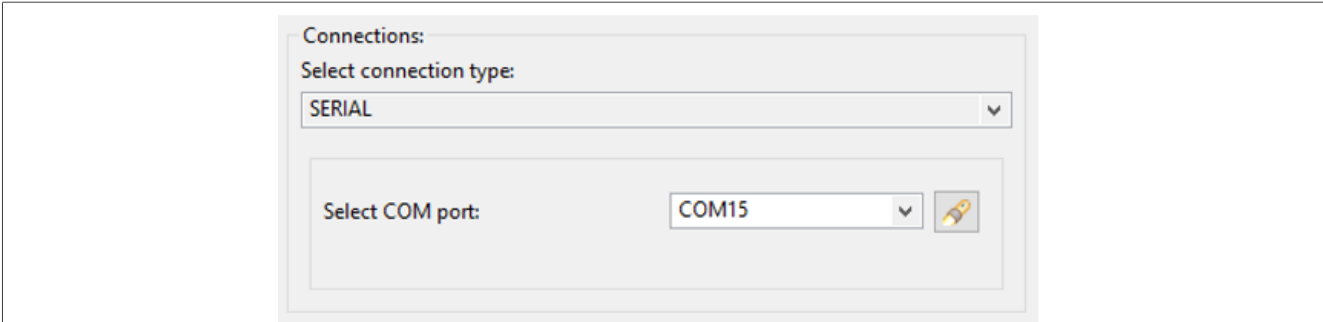 Connections:
Select connection type:
SERIAL
Select COM port:
COM15